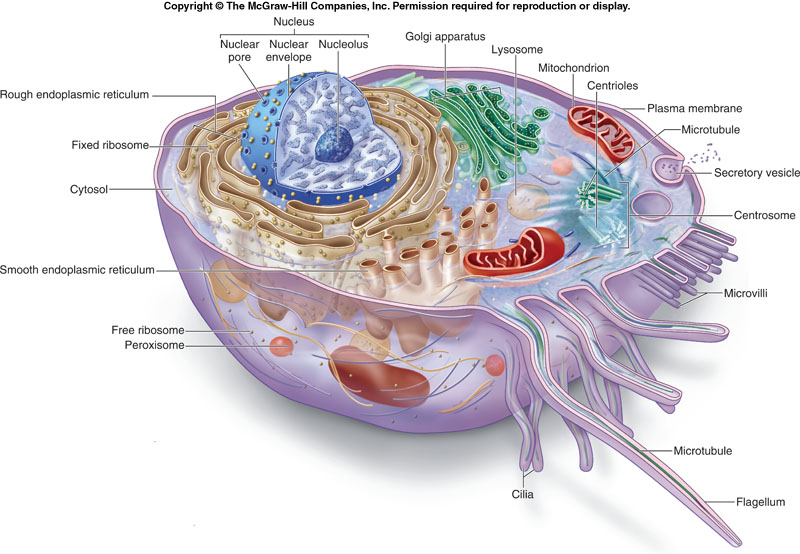 Copyright © The McGraw-Hill Companies, Inc. Permission required for reproduction or display.
Nucleus
Nuclear pore
Nuclear envelope
Nucleolus
Golgi apparatus
Lysosome
Mitochondrion
Centrioles
Rough endoplasmic reticulum
Plasma membrane
Microtubule
Fixed ribosome
Secretory vesicle
Cytosol
Centrosome
Smooth endoplasmic reticulum
Microvilli
Free ribosome
Peroxisome
Microtubule
Cilia
Flagellum